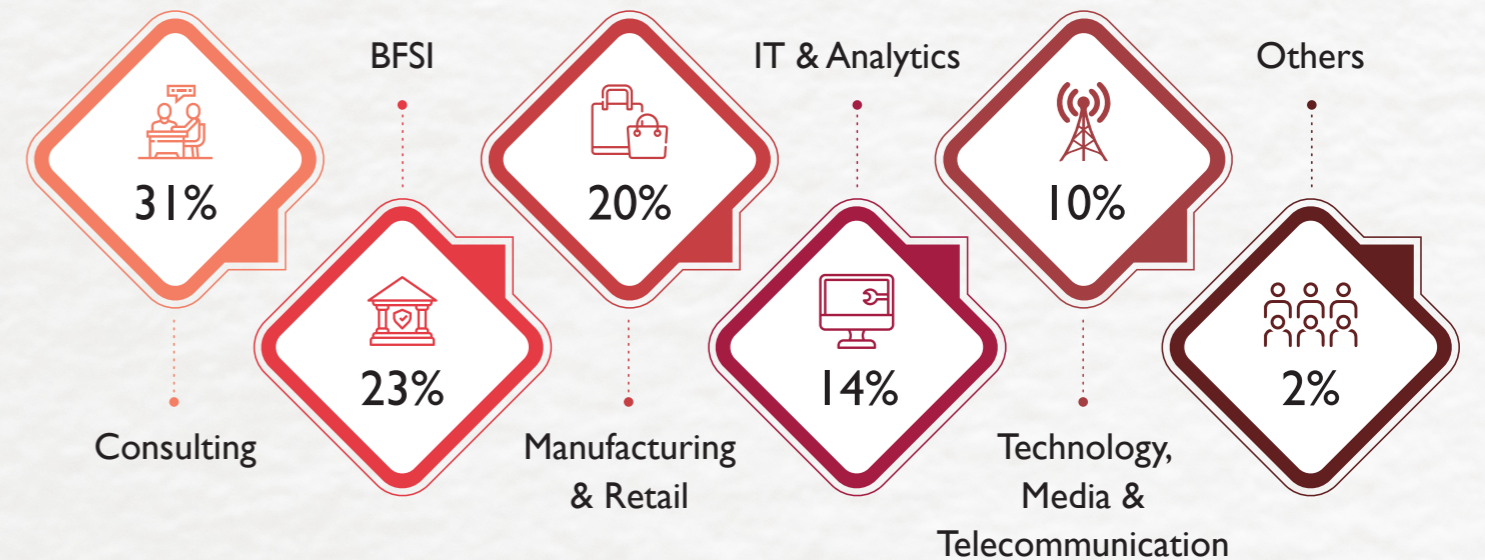 31%
Consulting
BFSI
23%
20%
Manufacturing
& Retail
IT & Analytics
14%
10%
Technology,
Media &
Telecommunication
Others
2%